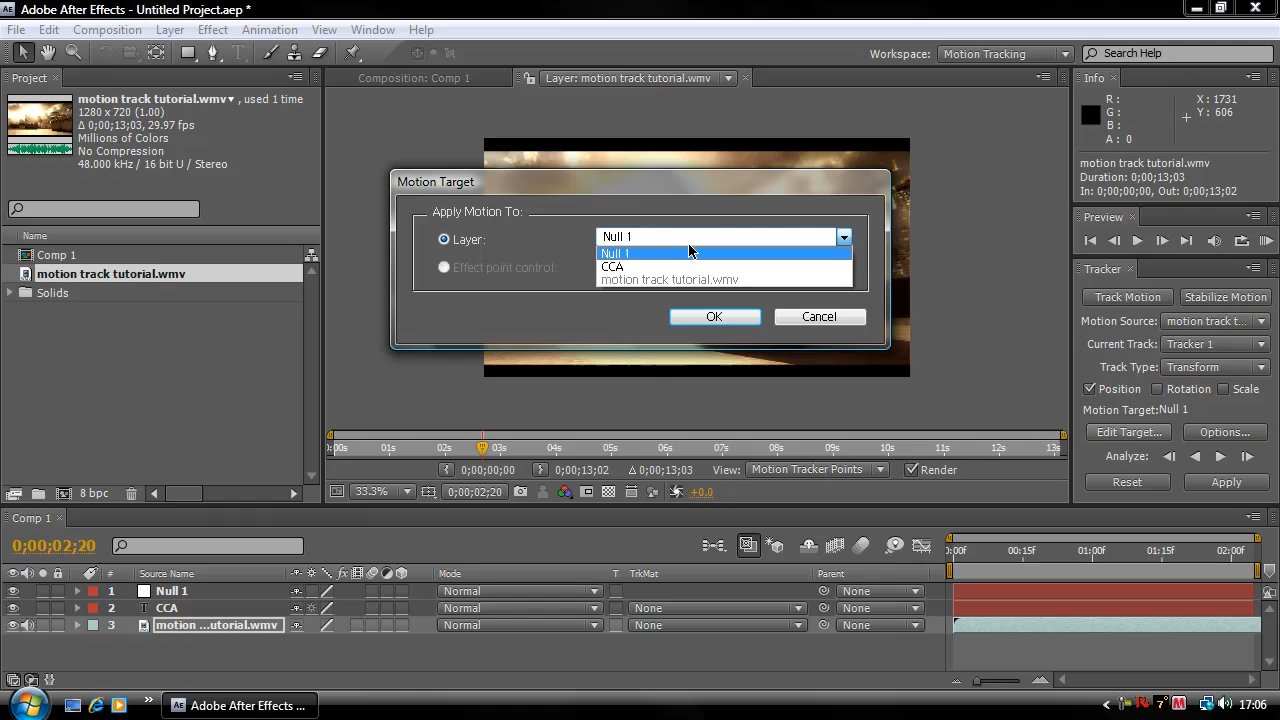 Adobe After Effects - Untitled Project.aep *
File Edit Composition Layer Effect Animation View Window Help
Workspace: Motion Tracking Search Help
Project
motion track tutorial.wmv▾, used 1 time
1280 x 720 (1.00)
Δ 0;00;13;03, 29.97 fps
Millions of Colors
No Compression
48.000 kHz / 16 bit U / Stereo
Name
Comp 1
motion track tutorial.wmv
Solids
8 bpc
Composition: Comp 1 Layer: motion track tutorial.wmv
Motion Target
Apply Motion To:
Layer: Null 1
Null 1
CCA
motion track tutorial.wmv
Effect point control:
OK Cancel
:00s 01s 02s 03s 04s 05s 06s 07s 08s 09s 10s 11s 12s 13s
0;00;00;00 0;00;13;02 Δ 0;00;13;03 View: Motion Tracker Points Render
33.3% 0;00;02;20 +0.0
Info
R: X: 1731
G: Y: 606
B:
A: 0
motion track tutorial.wmv
Duration: 0;00;13;03
In: 0;00;00;00, Out: 0;00;13;02
Preview
Tracker
Track Motion Stabilize Motion
Motion Source: motion track t...
Current Track: Tracker 1
Track Type: Transform
Position Rotation Scale
Motion Target:Null 1
Edit Target... Options...
Analyze:
Reset Apply
Comp 1
0;00;02;20
:00f 00:15f 01:00f 01:15f 02:00f
# Source Name Mode T TrkMat Parent
1 Null 1 Normal None
2 T CCA Normal None None
3 motion ...utorial.wmv Normal None None
Adobe After Effects ... 17:06